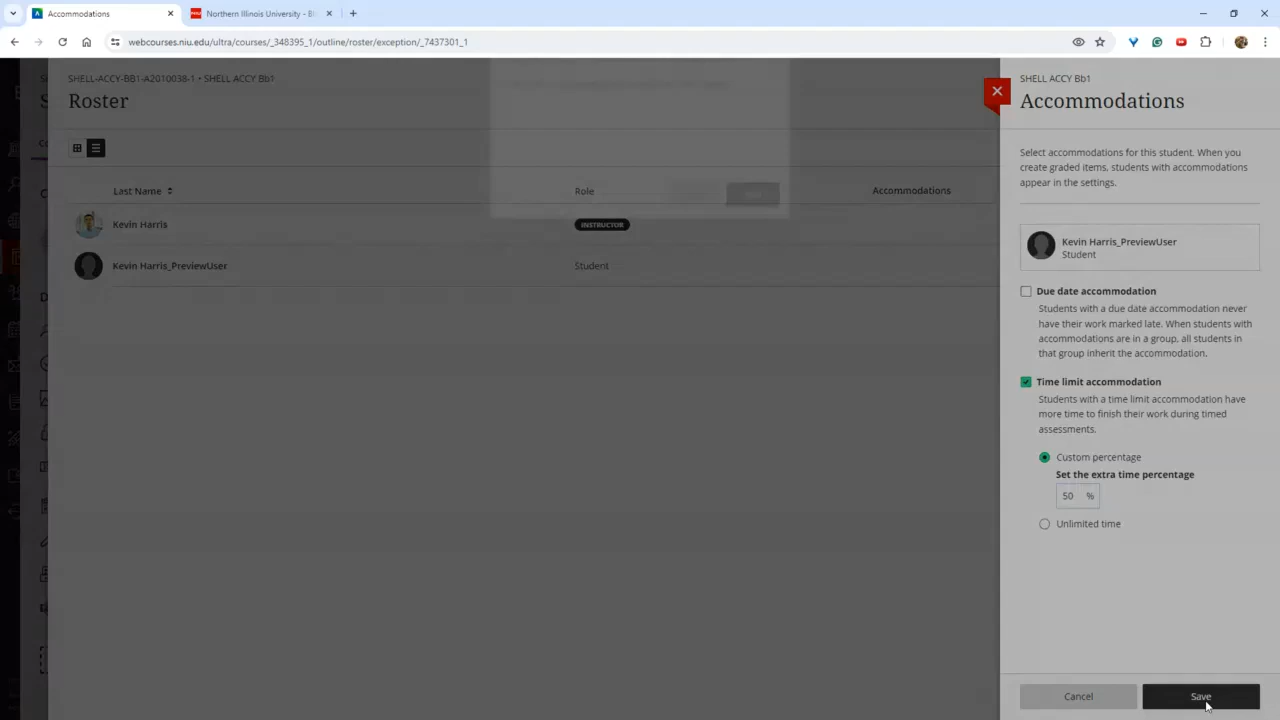 Accommodations
Northern Illinois University - Bl
webcourses.niu.edu/ultra/courses/_348395_1/outline/roster/exception/_7437301_1
SHELL-ACCY-BB1-A2010038-1 • SHELL ACCY Bb1
Roster
Last Name
Role
Accommodations
Kevin Harris
INSTRUCTOR
Kevin Harris_PreviewUser
Student
SHELL ACCY Bb1
Accommodations
Select accommodations for this student. When you
create graded items, students with accommodations
appear in the settings.
Kevin Harris_PreviewUser
Student
Due date accommodation
Students with a due date accommodation never
have their work marked late. When students with
accommodations are in a group, all students in
that group inherit the accommodation.
Time limit accommodation
Students with a time limit accommodation have
more time to finish their work during timed
assessments.
Custom percentage
Set the extra time percentage
50 %
Unlimited time
Cancel
Save